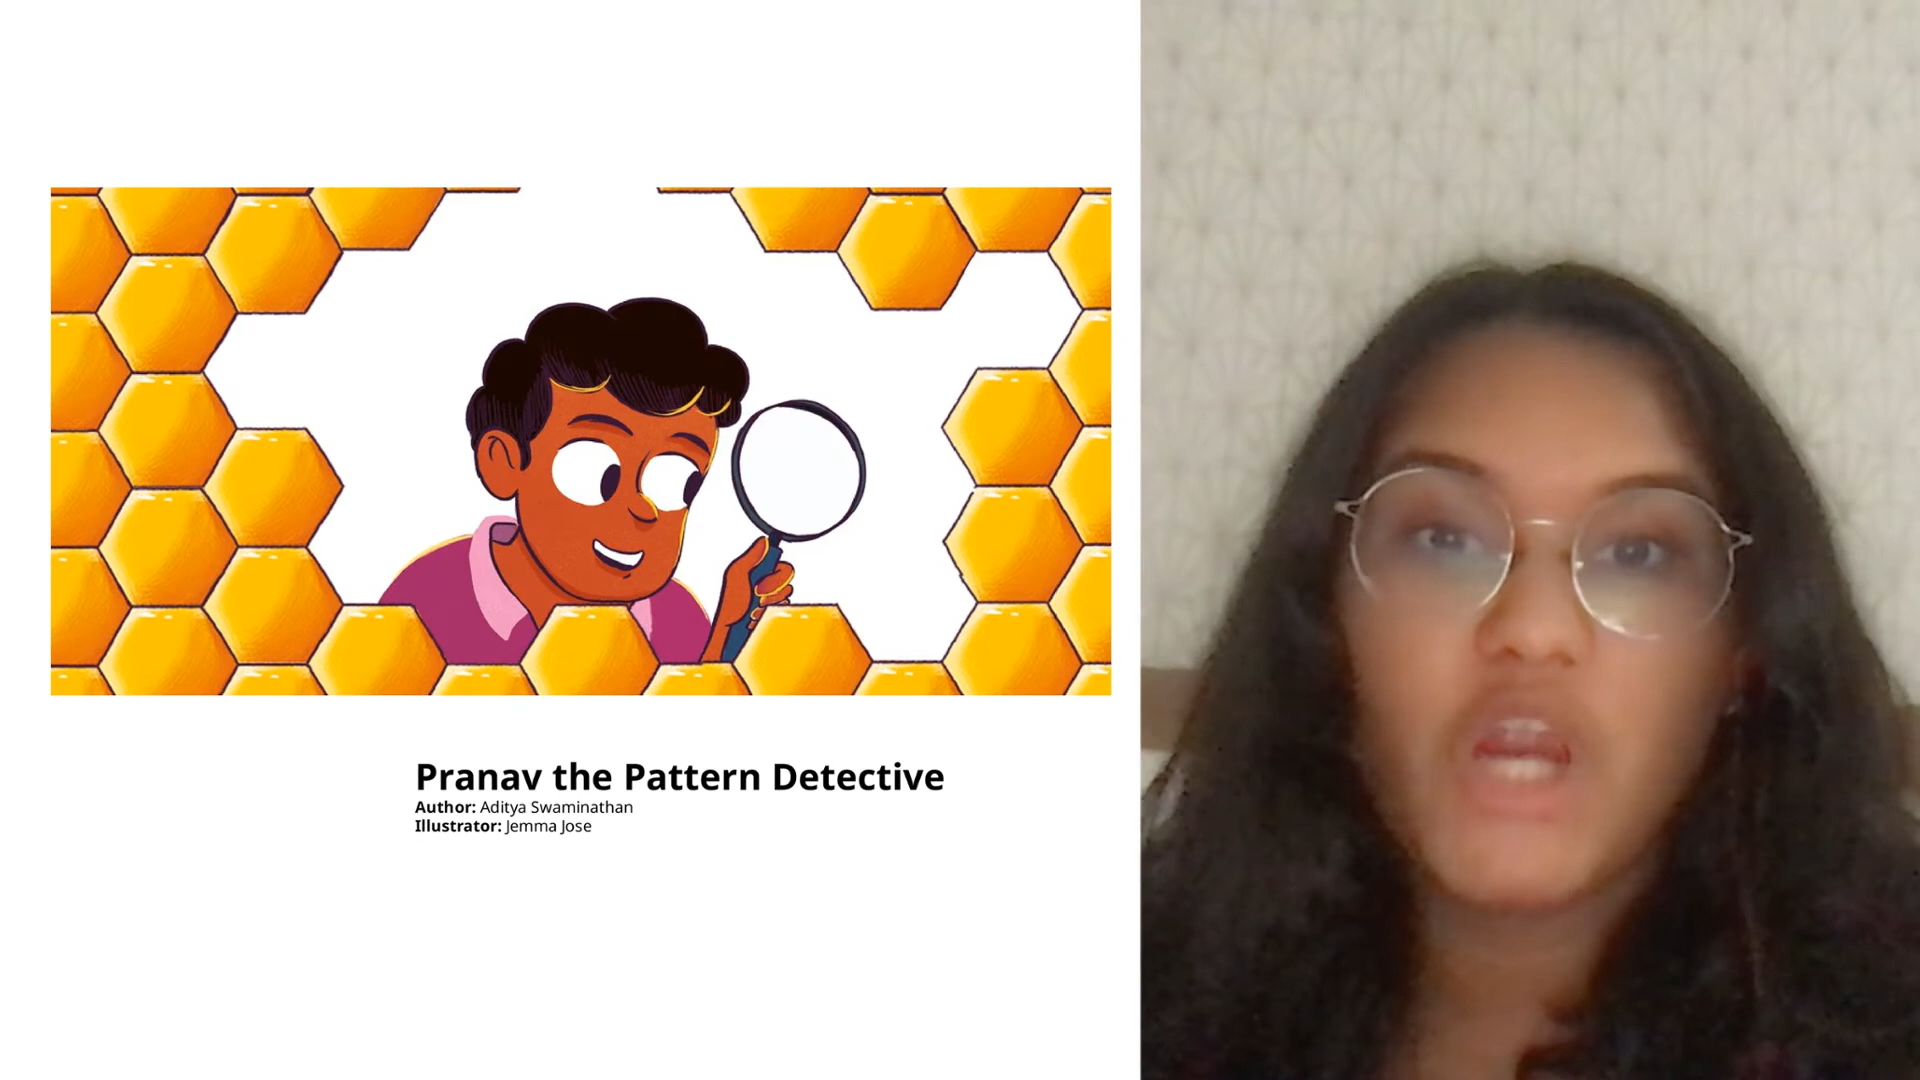 Pranav the Pattern Detective
Author: Aditya Swaminathan
Illustrator: Jemma Jose